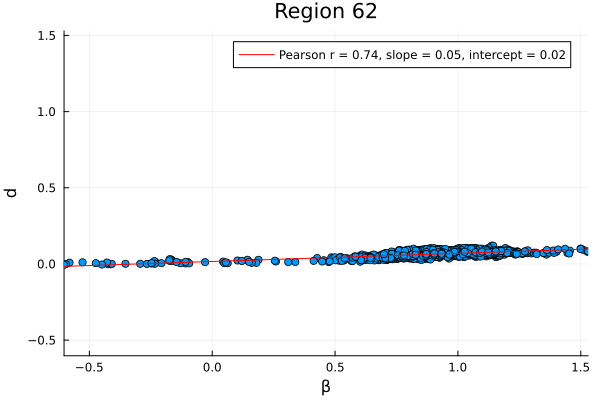 Region 62
Pearson r = 0.74, slope = 0.05, intercept = 0.02
1.5
1.0
0.5
0.0
−0.5
d
−0.5 0.0 0.5 1.0 1.5
β